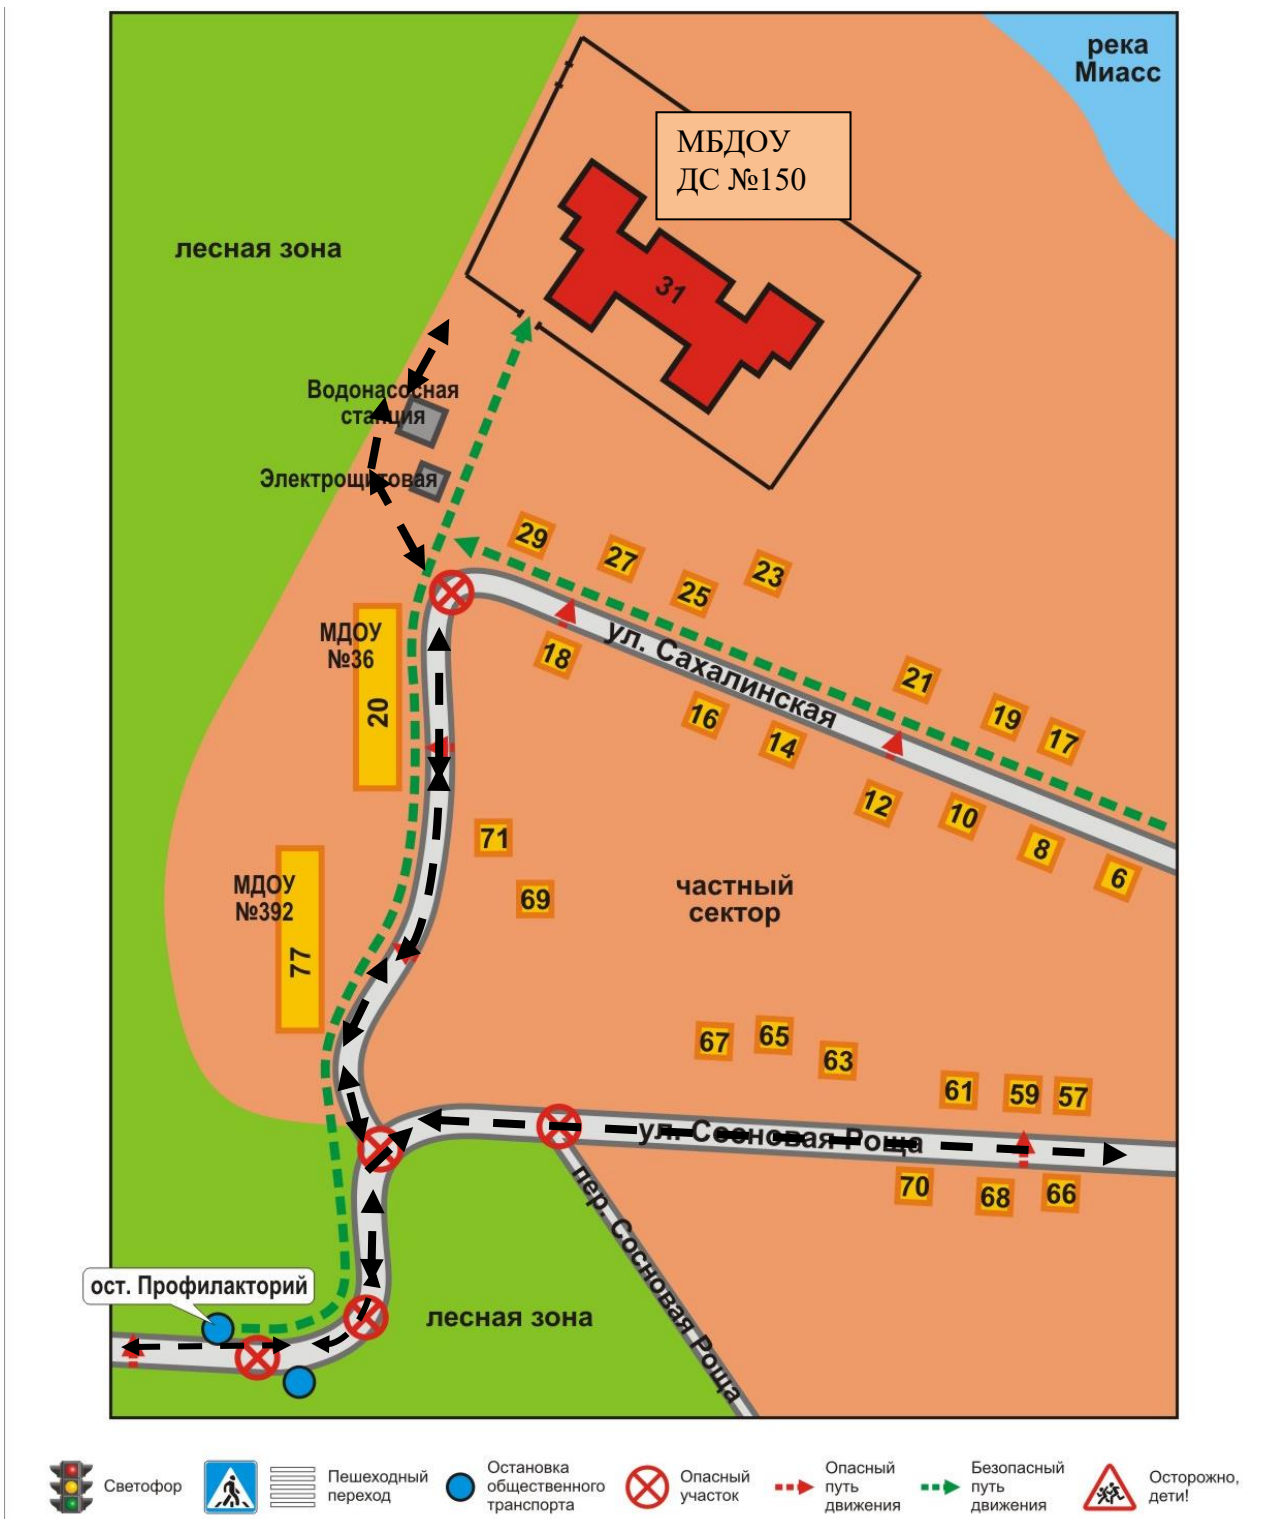 река
Миасс
МБДОУ
ДС №150
лесная зона
31
Водонасосная
станция
Электрощитовая
29
27
25
23
МДОУ
№36
20
18
ул. Сахалинская
21
19
17
16
14
12
10
8
6
71
69
МДОУ
№392
77
частный
сектор
67
65
63
61
59
57
ул. Сосновая Роща
70
68
66
пер. Сосновая Роща
ост. Профилакторий
лесная зона
Светофор
Пешеходный
переход
Остановка
общественного
транспорта
Опасный
участок
Опасный
путь
движения
Безопасный
путь
движения
Осторожно,
дети!